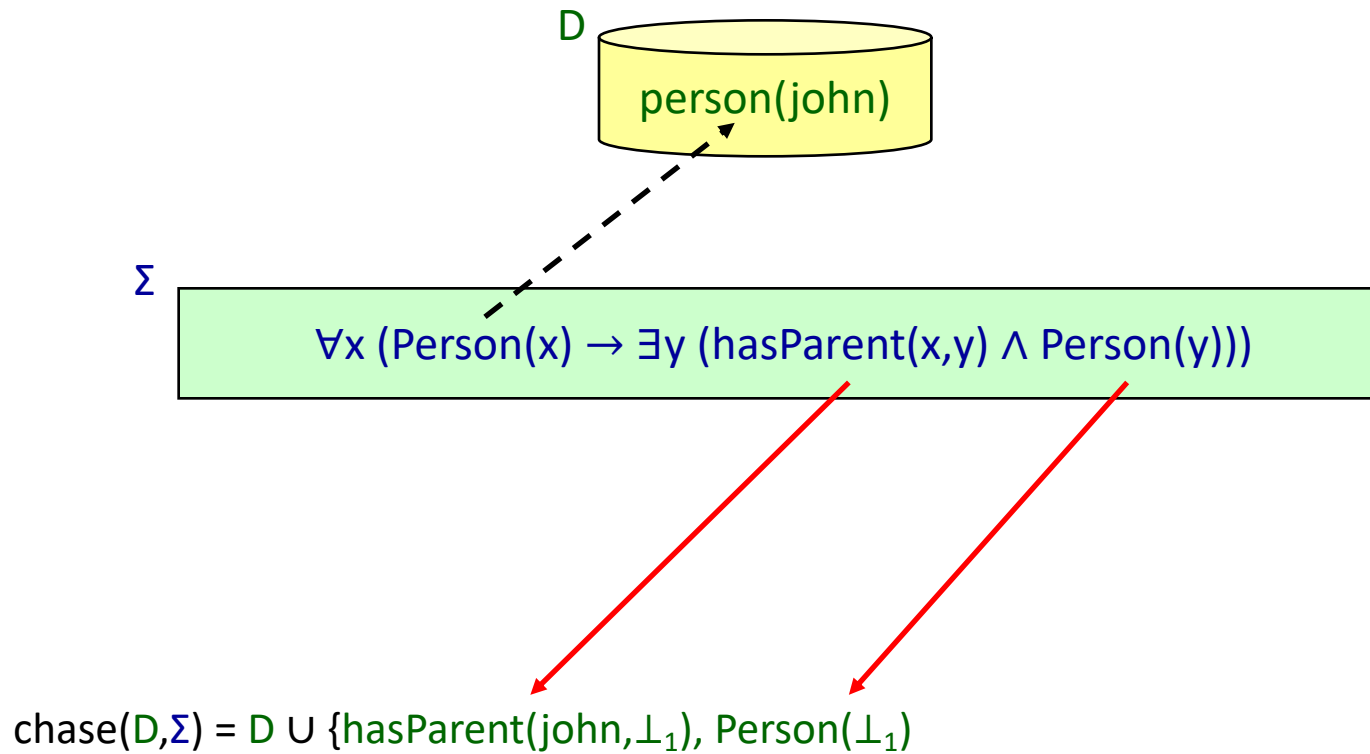 D
person(john)
Σ
∀x (Person(x) → ∃y (hasParent(x,y) ∧ Person(y)))
chase(D,Σ) = D ∪ {hasParent(john,⊥₁), Person(⊥₁)